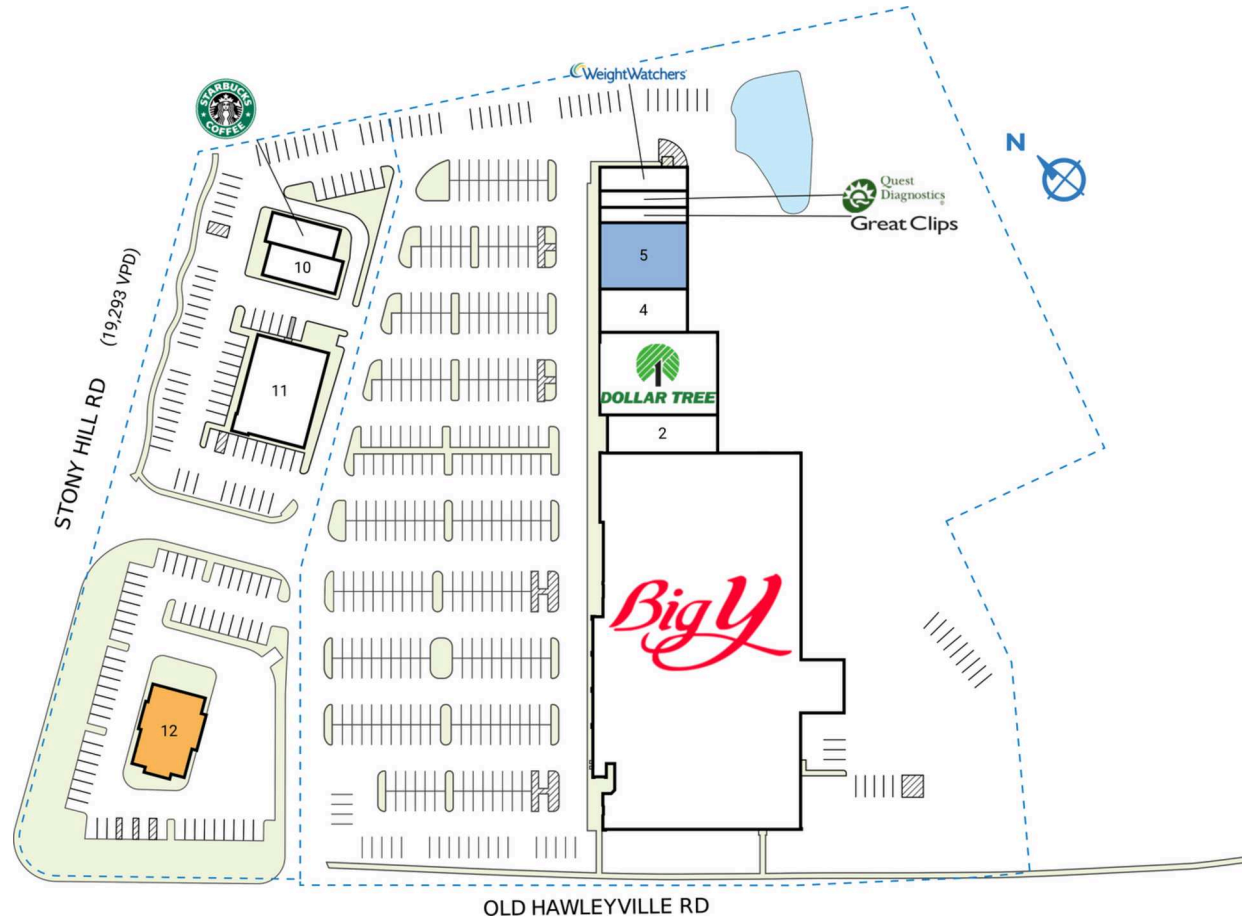 WeightWatchers
STARBUCKS
COFFEE
N
Quest
Diagnostics
Great Clips
5
10
4
(19,293 VPD)
DOLLAR TREE
11
STONY HILL RD
2
Big Y
12
OLD HAWLEYVILLE RD